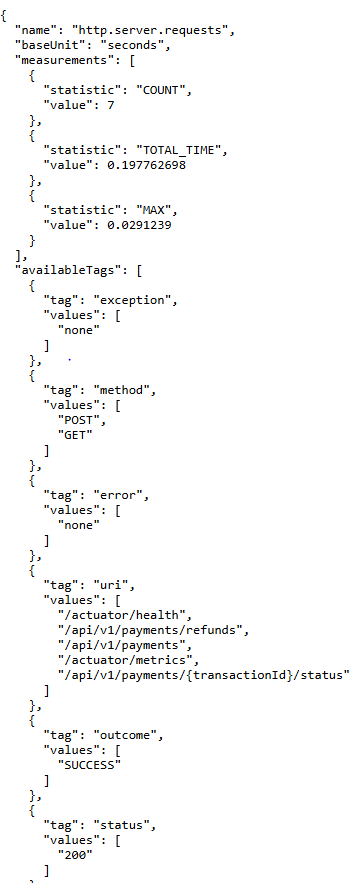 {
  "name": "http.server.requests",
  "baseUnit": "seconds",
  "measurements": [
    {
      "statistic": "COUNT",
      "value": 7
    },
    {
      "statistic": "TOTAL_TIME",
      "value": 0.197762698
    },
    {
      "statistic": "MAX",
      "value": 0.0291239
    }
  ],
  "availableTags": [
    {
      "tag": "exception",
      "values": [
        "none"
      ]
    },
    {
      "tag": "method",
      "values": [
        "POST",
        "GET"
      ]
    },
    {
      "tag": "error",
      "values": [
        "none"
      ]
    },
    {
      "tag": "uri",
      "values": [
        "/actuator/health",
        "/api/v1/payments/refunds",
        "/api/v1/payments",
        "/actuator/metrics",
        "/api/v1/payments/{transactionId}/status"
      ]
    },
    {
      "tag": "outcome",
      "values": [
        "SUCCESS"
      ]
    },
    {
      "tag": "status",
      "values": [
        "200"
      ]